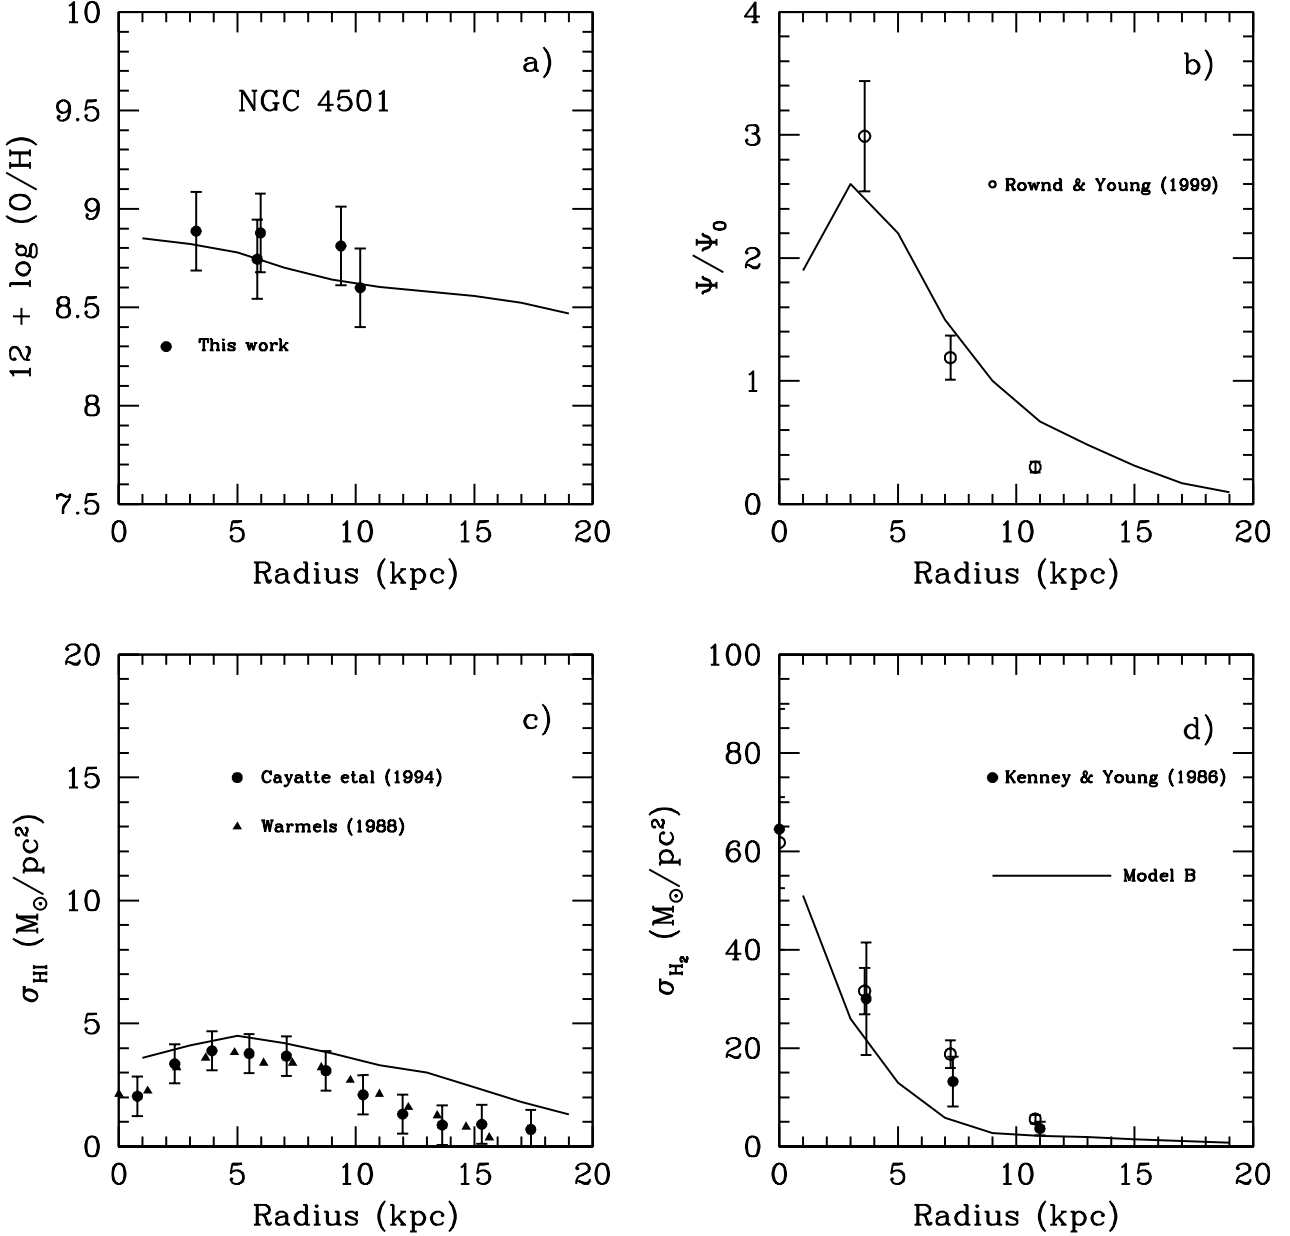 a)
NGC 4501
This work
12 + log (O/H)
10
9.5
9
8.5
8
7.5
0 5 10 15 20
Radius (kpc)
b)
Rownd & Young (1999)
Ψ/Ψ0
4
3
2
1
0
0 5 10 15 20
Radius (kpc)
c)
Cayatte etal (1994)
Warmels (1988)
σHI (M⊙/pc²)
20
15
10
5
0
0 5 10 15 20
Radius (kpc)
d)
Kenney & Young (1986)
Model B
σH₂ (M⊙/pc²)
100
80
60
40
20
0
0 5 10 15 20
Radius (kpc)